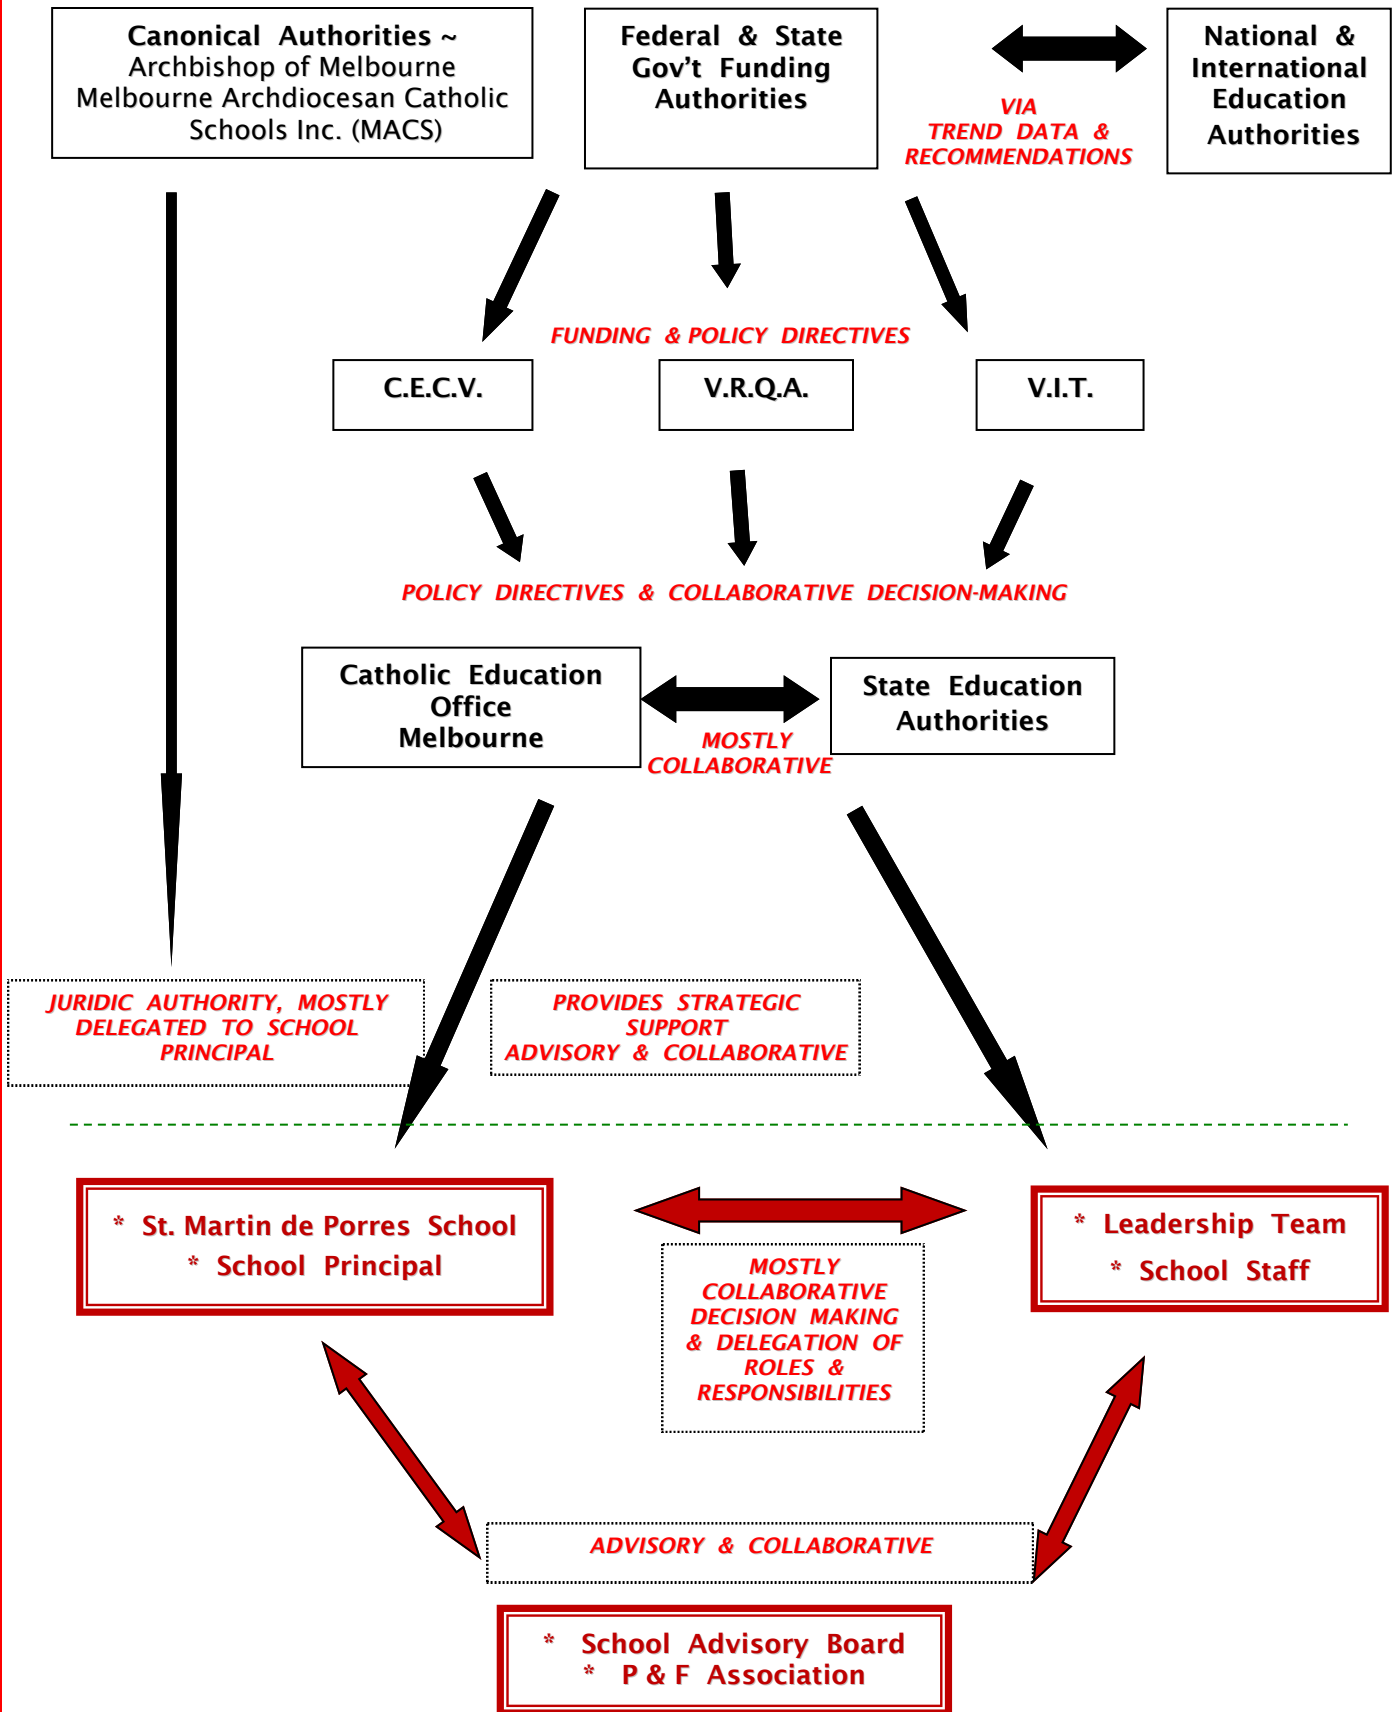 Canonical Authorities ~
Archbishop of Melbourne
Melbourne Archdiocesan Catholic
Schools Inc. (MACS)
Federal & State
Gov’t Funding
Authorities
VIA
TREND DATA &
RECOMMENDATIONS
National &
International
Education
Authorities
FUNDING & POLICY DIRECTIVES
C.E.C.V.
V.R.Q.A.
V.I.T.
POLICY DIRECTIVES & COLLABORATIVE DECISION-MAKING
Catholic Education
Office
Melbourne
MOSTLY
COLLABORATIVE
State Education
Authorities
JURIDIC AUTHORITY, MOSTLY
DELEGATED TO SCHOOL
PRINCIPAL
PROVIDES STRATEGIC
SUPPORT
ADVISORY & COLLABORATIVE
* St. Martin de Porres School
* School Principal
MOSTLY
COLLABORATIVE
DECISION MAKING
& DELEGATION OF
ROLES &
RESPONSIBILITIES
* Leadership Team
* School Staff
ADVISORY & COLLABORATIVE
* School Advisory Board
* P & F Association